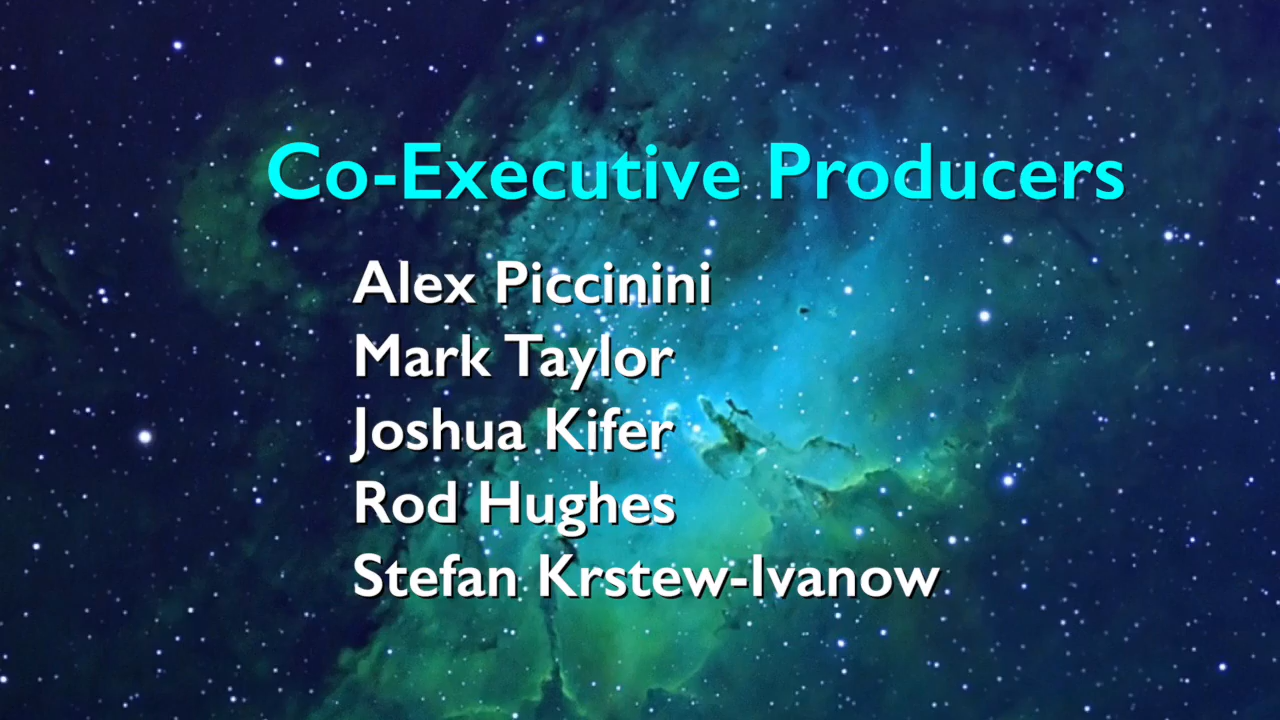 Co-Executive Producers
Alex Piccinini
Mark Taylor
Joshua Kifer
Rod Hughes
Stefan Krstew-Ivanow